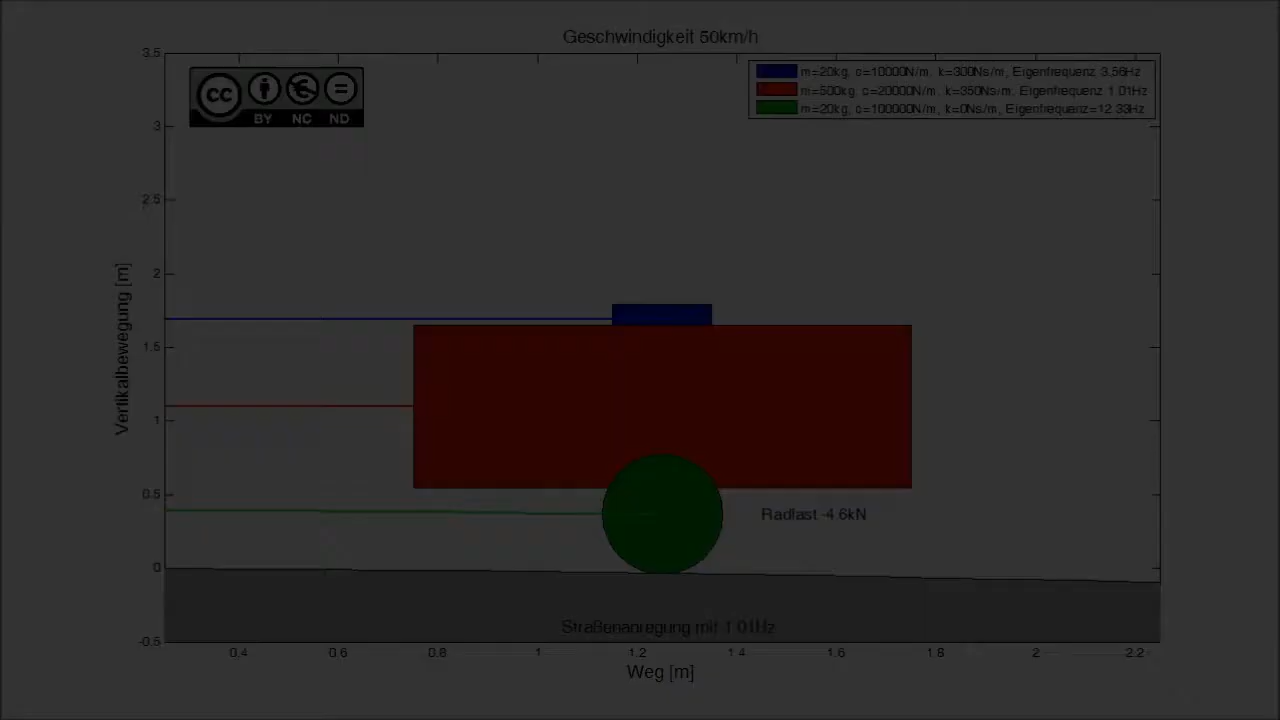 Geschwindigkeit 50km/h
3.5
3
2.5
2
1.5
1
0.5
0
-0.5
Vertikalbewegung [m]
cc
BY NC ND
m=20kg, c=10000N/m, k=300Ns/m, Eigenfrequenz 3.56Hz
m=500kg, c=20000N/m, k=350Ns/m, Eigenfrequenz 1.01Hz
m=20kg, c=100000N/m, k=0Ns/m, Eigenfrequenz=12.33Hz
Radlast -4.6kN
Straßenanregung mit 1.01Hz
0.4 0.6 0.8 1 1.2 1.4 1.6 1.8 2 2.2
Weg [m]